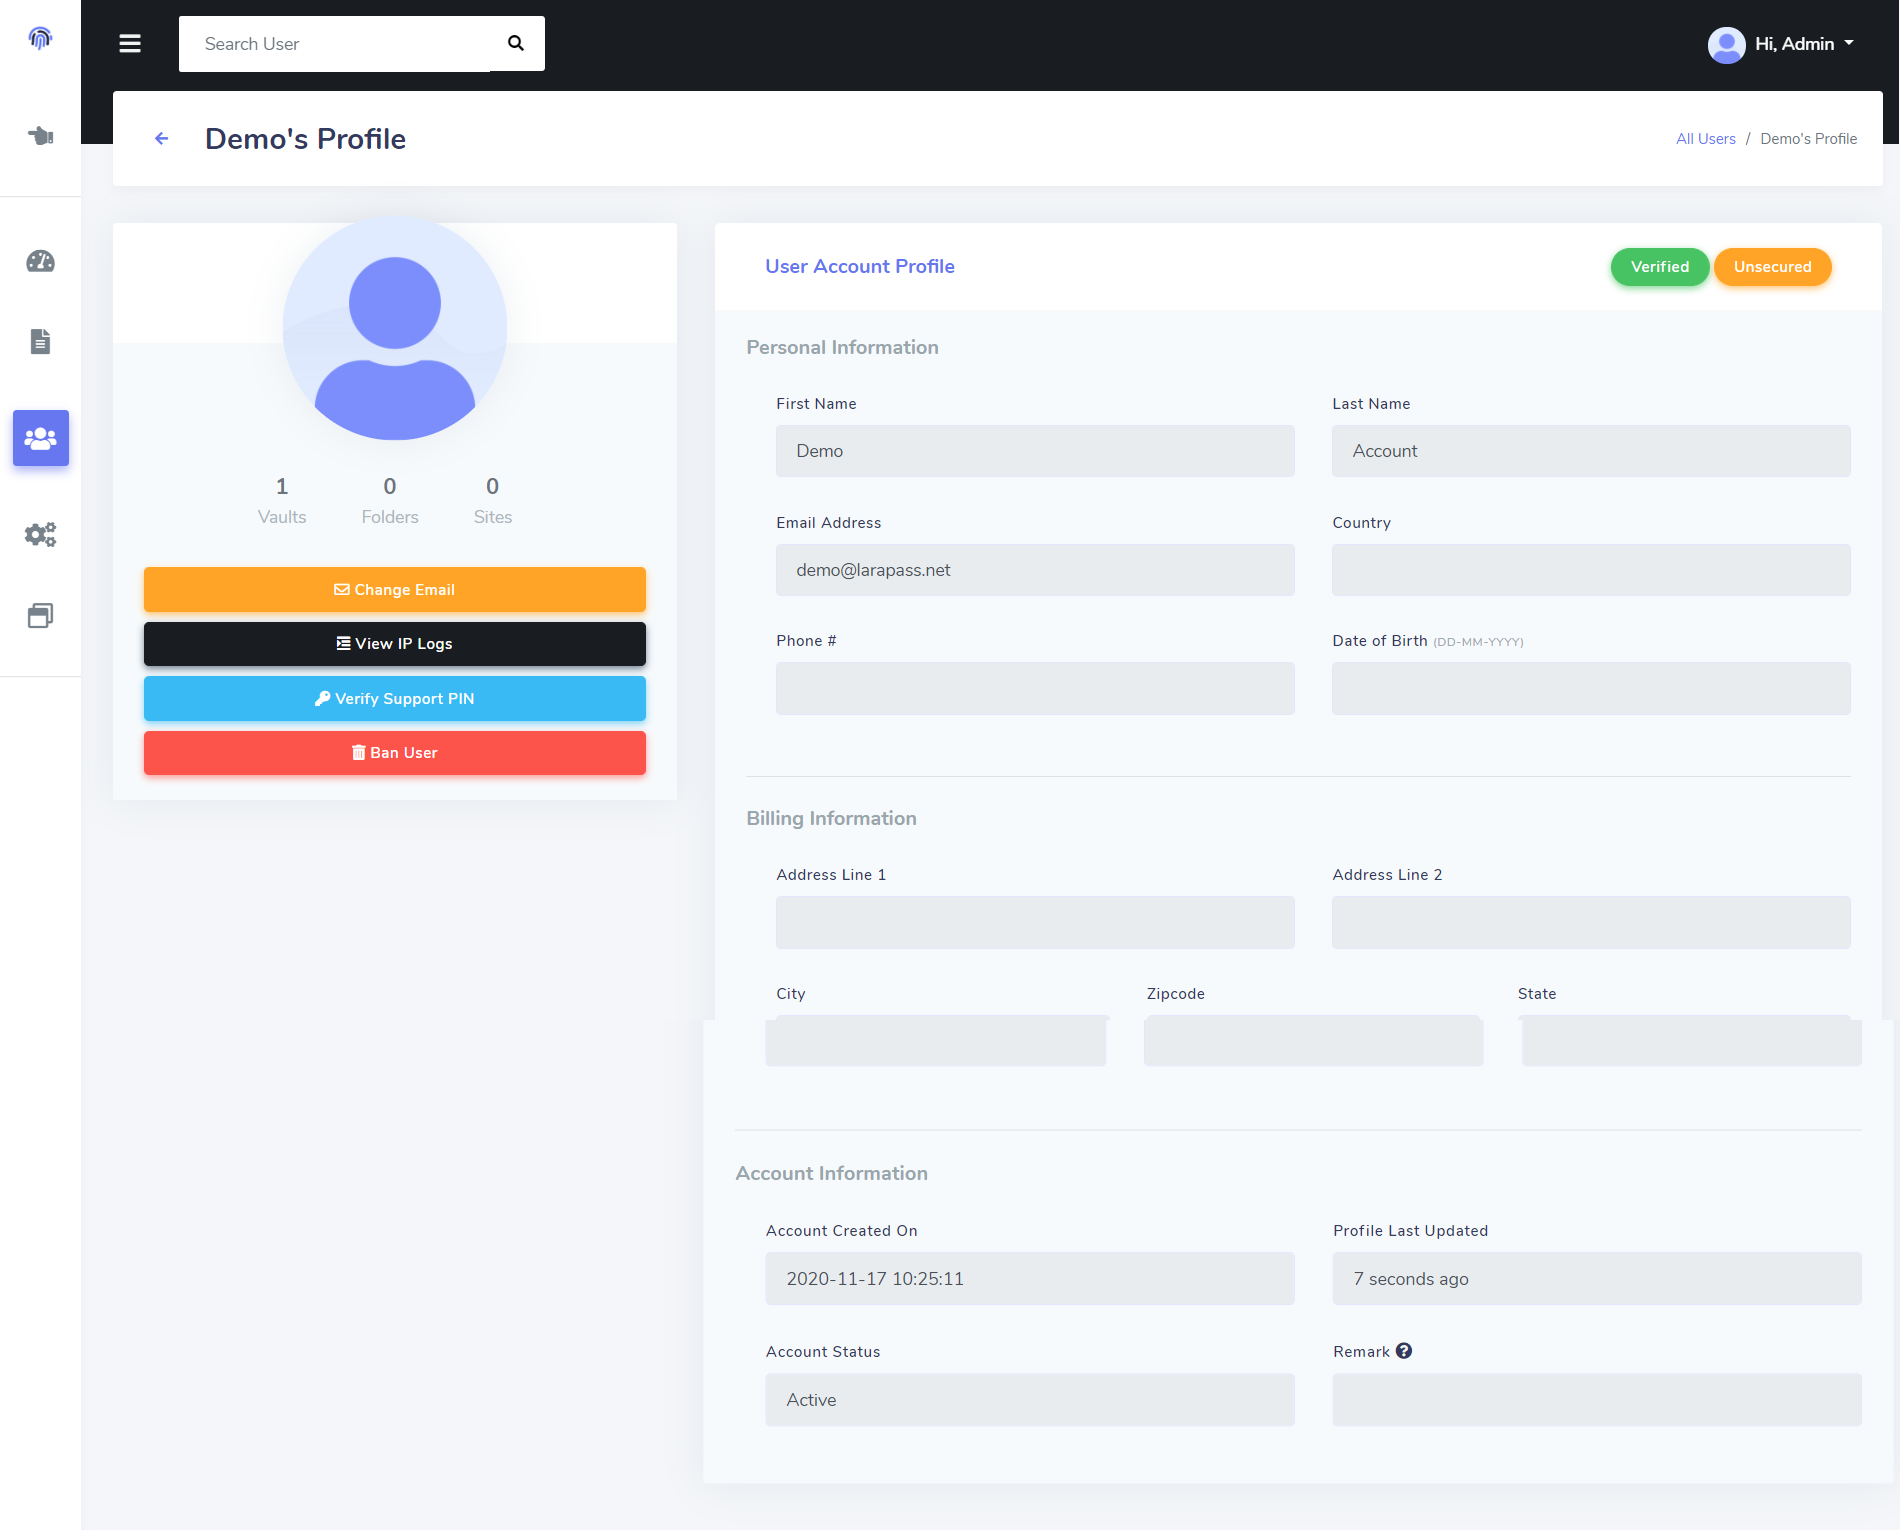 Search User
Hi, Admin
Demo's Profile
All Users / Demo's Profile
1
Vaults
0
Folders
0
Sites
Change Email
View IP Logs
Verify Support PIN
Ban User
User Account Profile
Verified
Unsecured
Personal Information
First Name
Last Name
Demo
Account
Email Address
Country
demo@larapass.net
Phone #
Date of Birth (DD-MM-YYYY)
Billing Information
Address Line 1
Address Line 2
City
Zipcode
State
Account Information
Account Created On
Profile Last Updated
2020-11-17 10:25:11
7 seconds ago
Account Status
Remark ?
Active